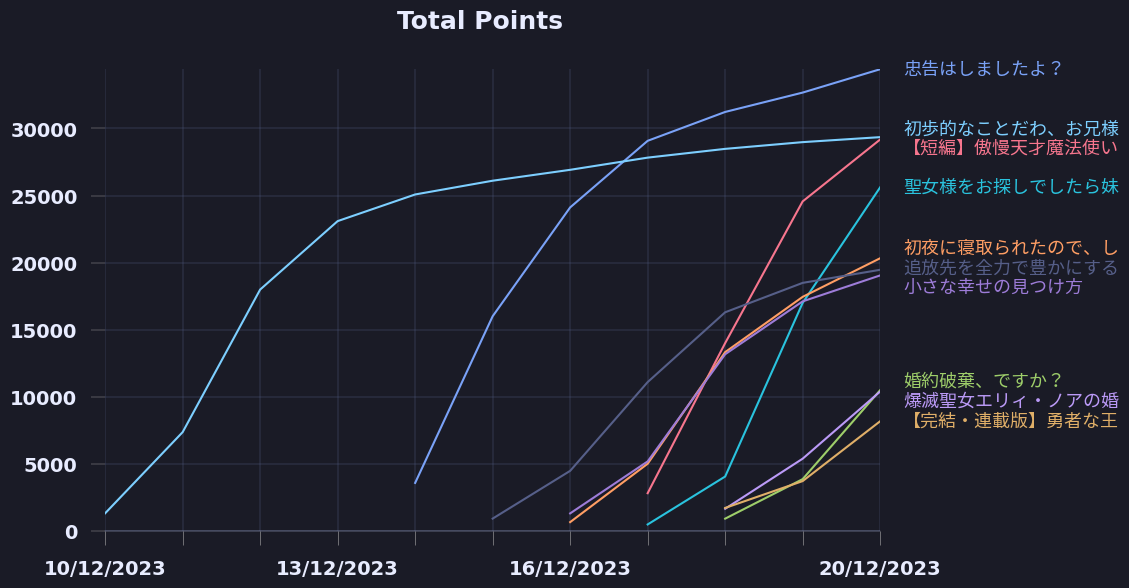 Total Points
忠告はしましたよ？
初歩的なことだわ、お兄様
【短編】傲慢天才魔法使い
聖女様をお探しでしたら妹
初夜に寝取られたので、し
追放先を全力で豊かにする
小さな幸せの見つけ方
婚約破棄、ですか？
爆滅聖女エリィ・ノアの婚
【完結・連載版】勇者な王
30000
25000
20000
15000
10000
5000
0
10/12/2023
13/12/2023
16/12/2023
20/12/2023